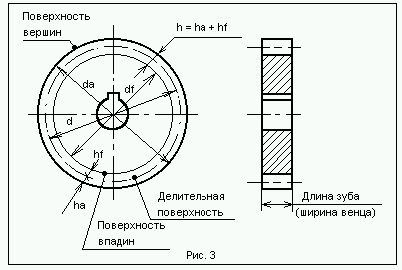 Поверхность
вершин
h = ha + hf
da
df
d
hf
ha
Делительная
поверхность
Поверхность
впадин
Длина зуба
(ширина венца)
Рис. 3